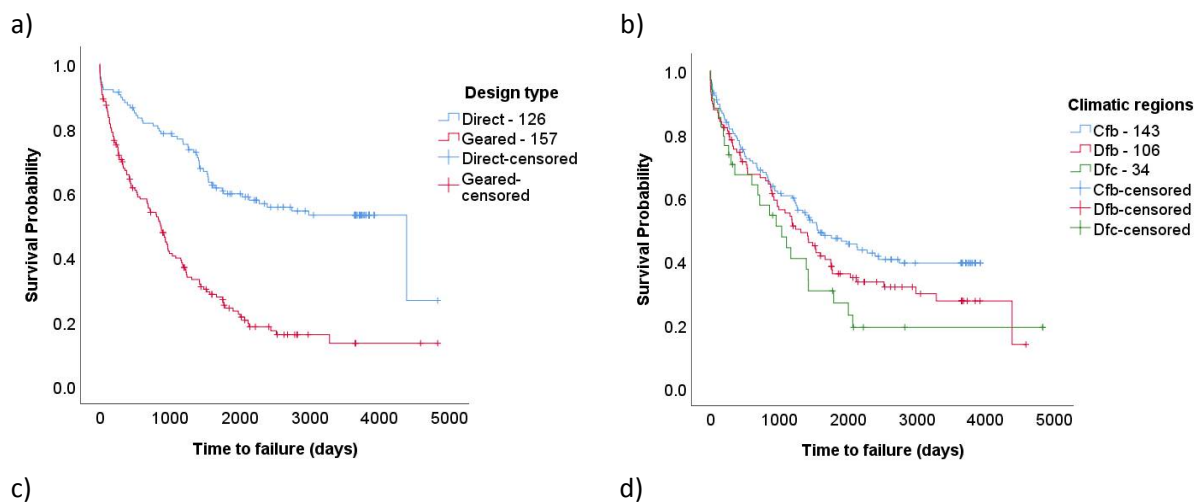 a)
1.0
0.8
0.6
0.4
0.2
0.0
Survival Probability
0 1000 2000 3000 4000 5000
Time to failure (days)
Design type
Direct - 126
Geared - 157
Direct-censored
Geared-
censored
b)
1.0
0.8
0.6
0.4
0.2
0.0
Survival Probability
0 1000 2000 3000 4000 5000
Time to failure (days)
Climatic regions
Cfb - 143
Dfb - 106
Dfc - 34
Cfb-censored
Dfb-censored
Dfc-censored
c)
d)